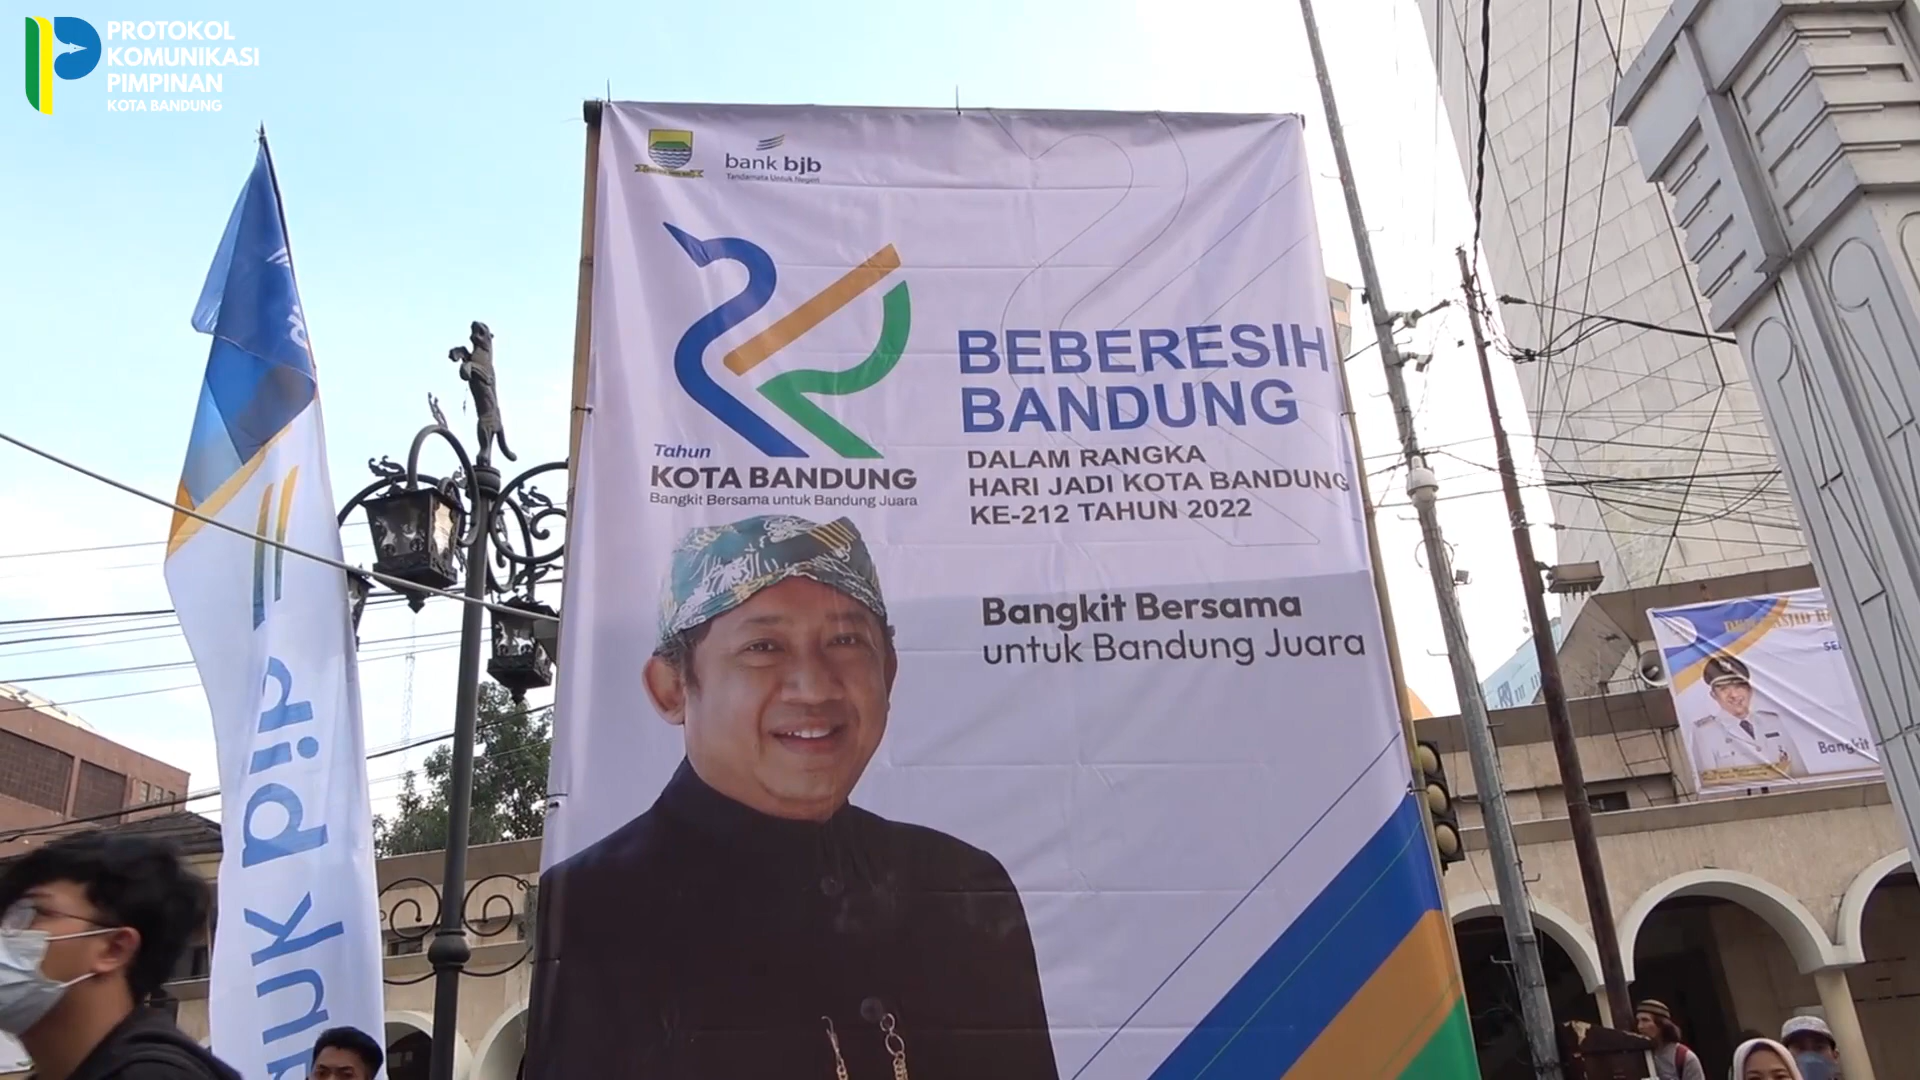 PROTOKOL
KOMUNIKASI
PIMPINAN
KOTA BANDUNG
bank bjb
Tandamata Untuk Negeri
Tahun
KOTA BANDUNG
Bangkit Bersama untuk Bandung Juara
BEBERESIH
BANDUNG
DALAM RANGKA
HARI JADI KOTA BANDUNG
KE-212 TAHUN 2022
Bangkit Bersama
untuk Bandung Juara
bank bjb
Bangkit